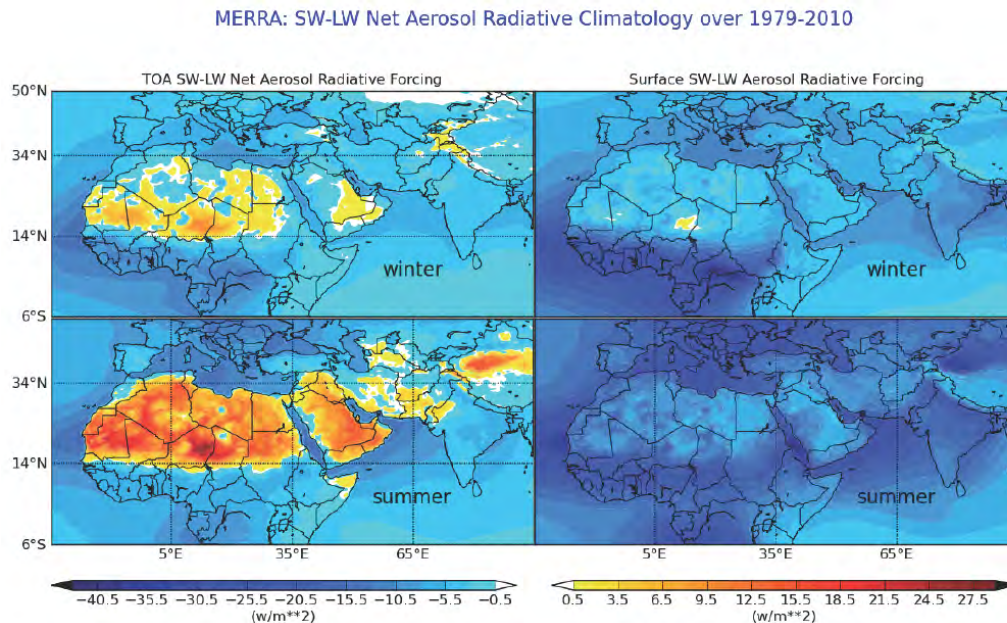 MERRA: SW-LW Net Aerosol Radiative Climatology over 1979-2010
TOA SW-LW Net Aerosol Radiative Forcing
Surface SW-LW Aerosol Radiative Forcing
50°N
34°N
14°N
winter
winter
6°S
34°N
14°N
summer
summer
6°S
5°E 35°E 65°E 5°E 35°E 65°E
−40.5 −35.5 −30.5 −25.5 −20.5 −15.5 −10.5 −5.5 −0.5
(w/m**2)
0.5 3.5 6.5 9.5 12.5 15.5 18.5 21.5 24.5 27.5
(w/m**2)